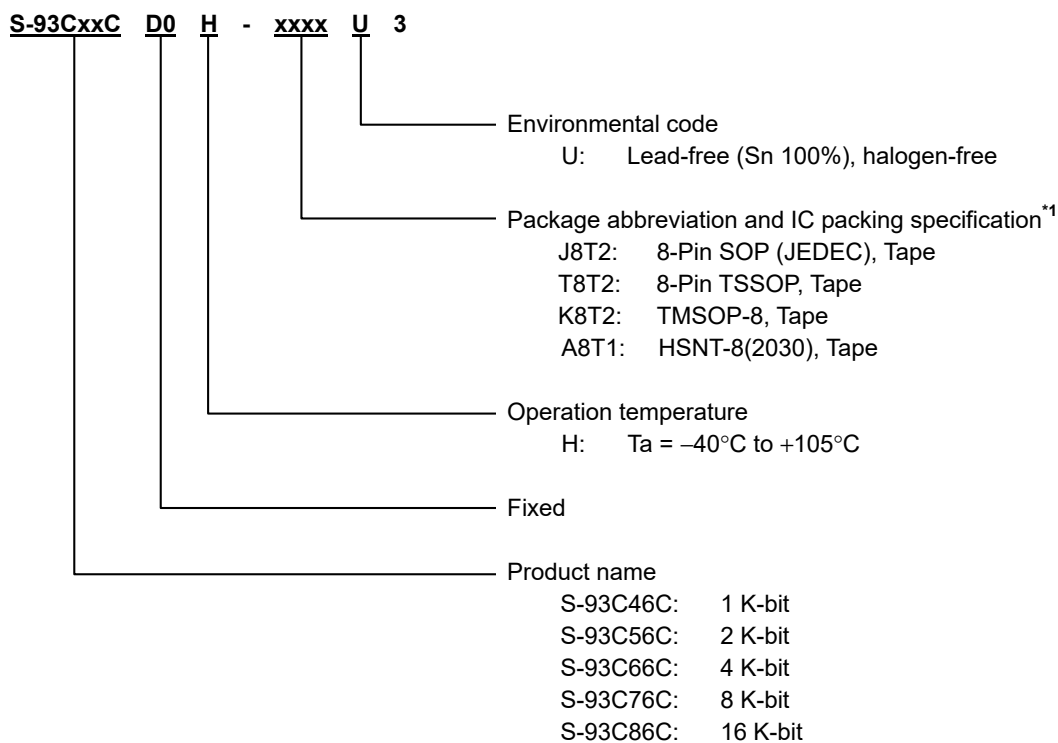 S-93CxxC D0 H - xxxx U 3
Environmental code
U: Lead-free (Sn 100%), halogen-free
Package abbreviation and IC packing specification*1
J8T2: 8-Pin SOP (JEDEC), Tape
T8T2: 8-Pin TSSOP, Tape
K8T2: TMSOP-8, Tape
A8T1: HSNT-8(2030), Tape
Operation temperature
H: Ta = −40°C to +105°C
Fixed
Product name
S-93C46C: 1 K-bit
S-93C56C: 2 K-bit
S-93C66C: 4 K-bit
S-93C76C: 8 K-bit
S-93C86C: 16 K-bit